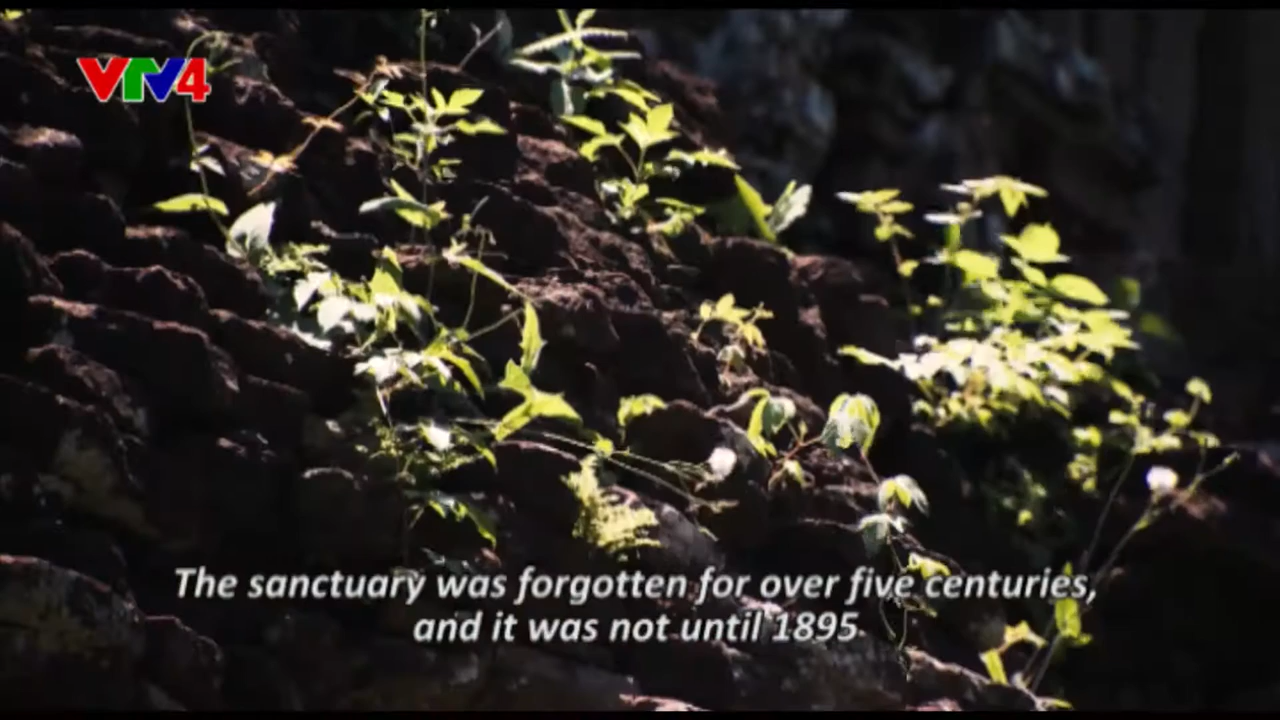 VTV4
The sanctuary was forgotten for over five centuries,
and it was not until 1895